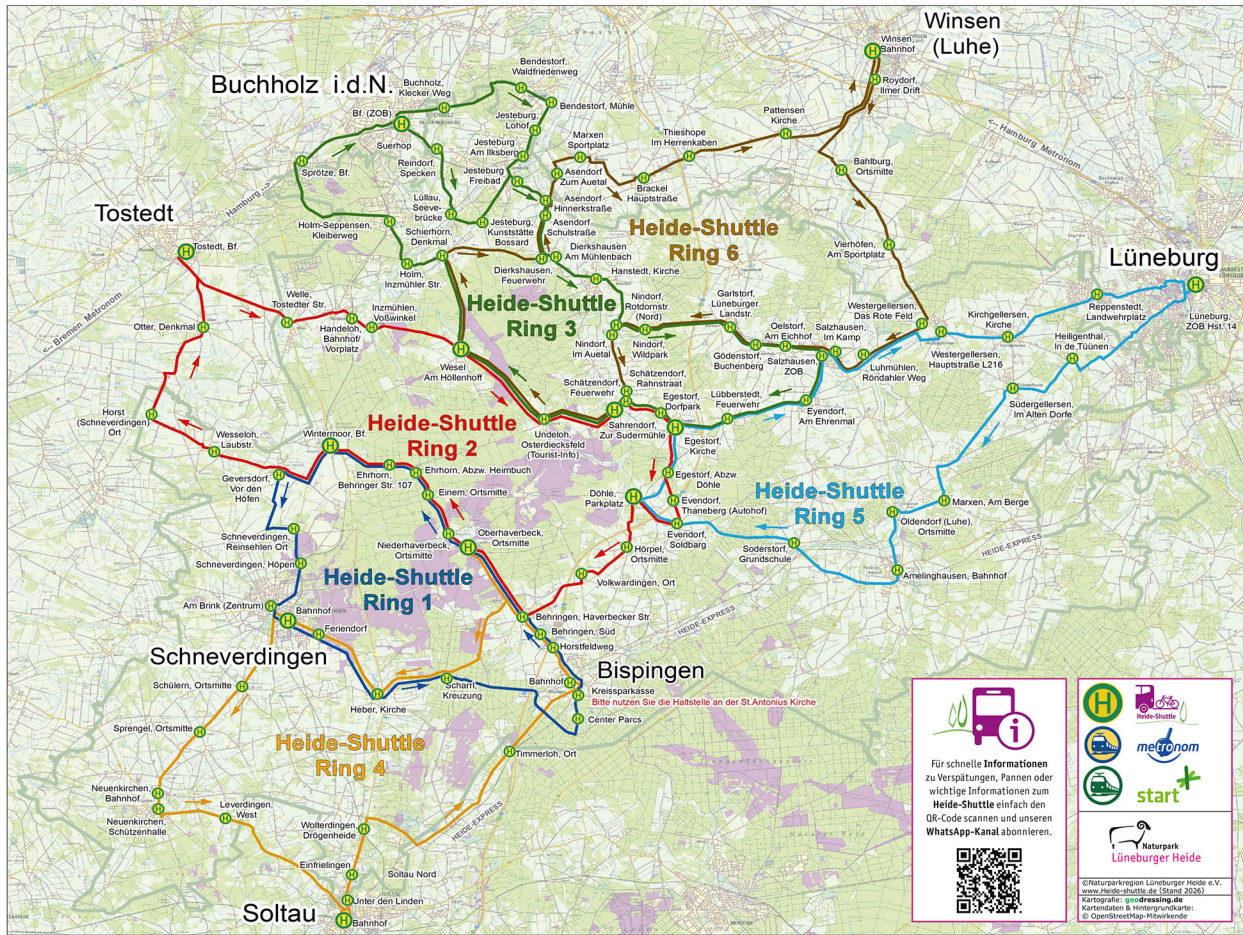 Winsen
(Luhe)
Winsen,
Bahnhof
Roydorf,
Ilmer Drift
Buchholz i.d.N.
Buchholz,
Klecker Weg
Bf. (ZOB)
Suerhop
Bendestorf,
Waldfriedenweg
Bendestorf, Mühle
Jesteburg,
Lohof
Jesteburg
Am Ilksberg
Jesteburg
Freibad
Reindorf,
Specken
Sprötze, Bf.
Lüllau,
Seeve-
brücke
Jesteburg,
Kunststätte
Bossard
Holm-Seppensen,
Kleiberweg
Schierhorn,
Denkmal
Holm,
Inzmühler Str.
Marxen
Sportplatz
Asendorf
Zum Auetal
Asendorf
Hinnerkstraße
Asendorf
Schulstraße
Dierkshausen
Am Mühlenbach
Dierkshausen,
Feuerwehr
Hanstedt, Kirche
Brackel
Hauptstraße
Thieshope
Im Herrenkaben
Pattensen
Kirche
Bahlburg,
Ortsmitte
Vierhöfen,
Am Sportplatz
<-- Hamburg Metronom
Heide-Shuttle
Ring 6
Tostedt
Hamburg -->
Tostedt, Bf.
<-- Bremen Metronom
Otter, Denkmal
Welle,
Tostedter Str.
Handeloh,
Bahnhof/
Vorplatz
Inzmühlen,
Voßwinkel
Heide-Shuttle
Ring 3
Wesel
Am Höllenhoff
Nindorf,
Rotdornstr.
(Nord)
Nindorf,
Im Auetal
Nindorf,
Wildpark
Garlstorf,
Lüneburger
Landstr.
Gödenstorf,
Buchenberg
Oelstorf,
Am Eichhof
Salzhausen,
Im Kamp
Salzhausen,
ZOB
Luhmühlen,
Röndahler Weg
Westergellersen,
Das Rote Feld
Westergellersen,
Hauptstraße L216
Kirchgellersen,
Kirche
Reppenstedt,
Landwehrplatz
Lüneburg
Lüneburg,
ZOB Hst. 14
Heiligenthal,
In de Tüünen
Südergellersen,
Im Alten Dorfe
Marxen, Am Berge
Oldendorf (Luhe),
Ortsmitte
HEIDE-EXPRESS
Amelinghausen, Bahnhof
Soderstorf,
Grundschule
Heide-Shuttle
Ring 5
Schätzendorf,
Rahnstraat
Schätzendorf,
Feuerwehr
Egestorf,
Dorfpark
Sahrendorf,
Zur Sudermühle
Lübberstedt,
Feuerwehr
Eyendorf,
Am Ehrenmal
Egestorf,
Kirche
Egestorf, Abzw.
Döhle
Evendorf,
Thaneberg (Autohof)
Evendorf,
Soldbarg
Döhle,
Parkplatz
Hörpel,
Ortsmitte
Volkwardingen, Ort
Undeloh,
Osterdiecksfeld
(Tourist-Info)
Heide-Shuttle
Ring 2
Horst
(Schneverdingen)
Ort
Wesseloh,
Laubstr.
Wintermoor, Bf.
Geversdorf,
Vor den
Höfen
Ehrhorn,
Behringer Str. 107
Ehrhorn, Abzw. Heimbuch
Einem, Ortsmitte
Niederhaverbeck,
Ortsmitte
Oberhaverbeck,
Ortsmitte
Schneverdingen,
Reinsehlen Ort
Schneverdingen, Höpen
Heide-Shuttle
Ring 1
Am Brink (Zentrum)
Bahnhof
Feriendorf
Schneverdingen
Heber, Kirche
Scharrl,
Kreuzung
Behringen, Haverbecker Str.
Behringen, Süd
Horstfeldweg
HEIDE-EXPRESS
Bispingen
Bahnhof
Kreissparkasse
Bitte nutzen Sie die Haltstelle an der St.Antonius Kirche
Center Parcs
Timmerloh, Ort
Schülern, Ortsmitte
Sprengel, Ortsmitte
Heide-Shuttle
Ring 4
Neuenkirchen,
Bahnhof
Neuenkirchen,
Schützenhalle
Leverdingen,
West
HEIDE-EXPRESS
Wolterdingen,
Drögenheide
Einfrielingen
Soltau Nord
Unter den Linden
Soltau
Bahnhof
Für schnelle Informationen
zu Verspätungen, Pannen oder
wichtige Informationen zum
Heide-Shuttle einfach den
QR-Code scannen und unseren
WhatsApp-Kanal abonnieren.
H
Heide-Shuttle
metronom
start
Naturpark
Lüneburger Heide
©Naturparkregion Lüneburger Heide e.V.
www.Heide-shuttle.de (Stand 2026)
Kartografie: geodressing.de
Kartendaten & Hintergrundkarte:
© OpenStreetMap-Mitwirkende